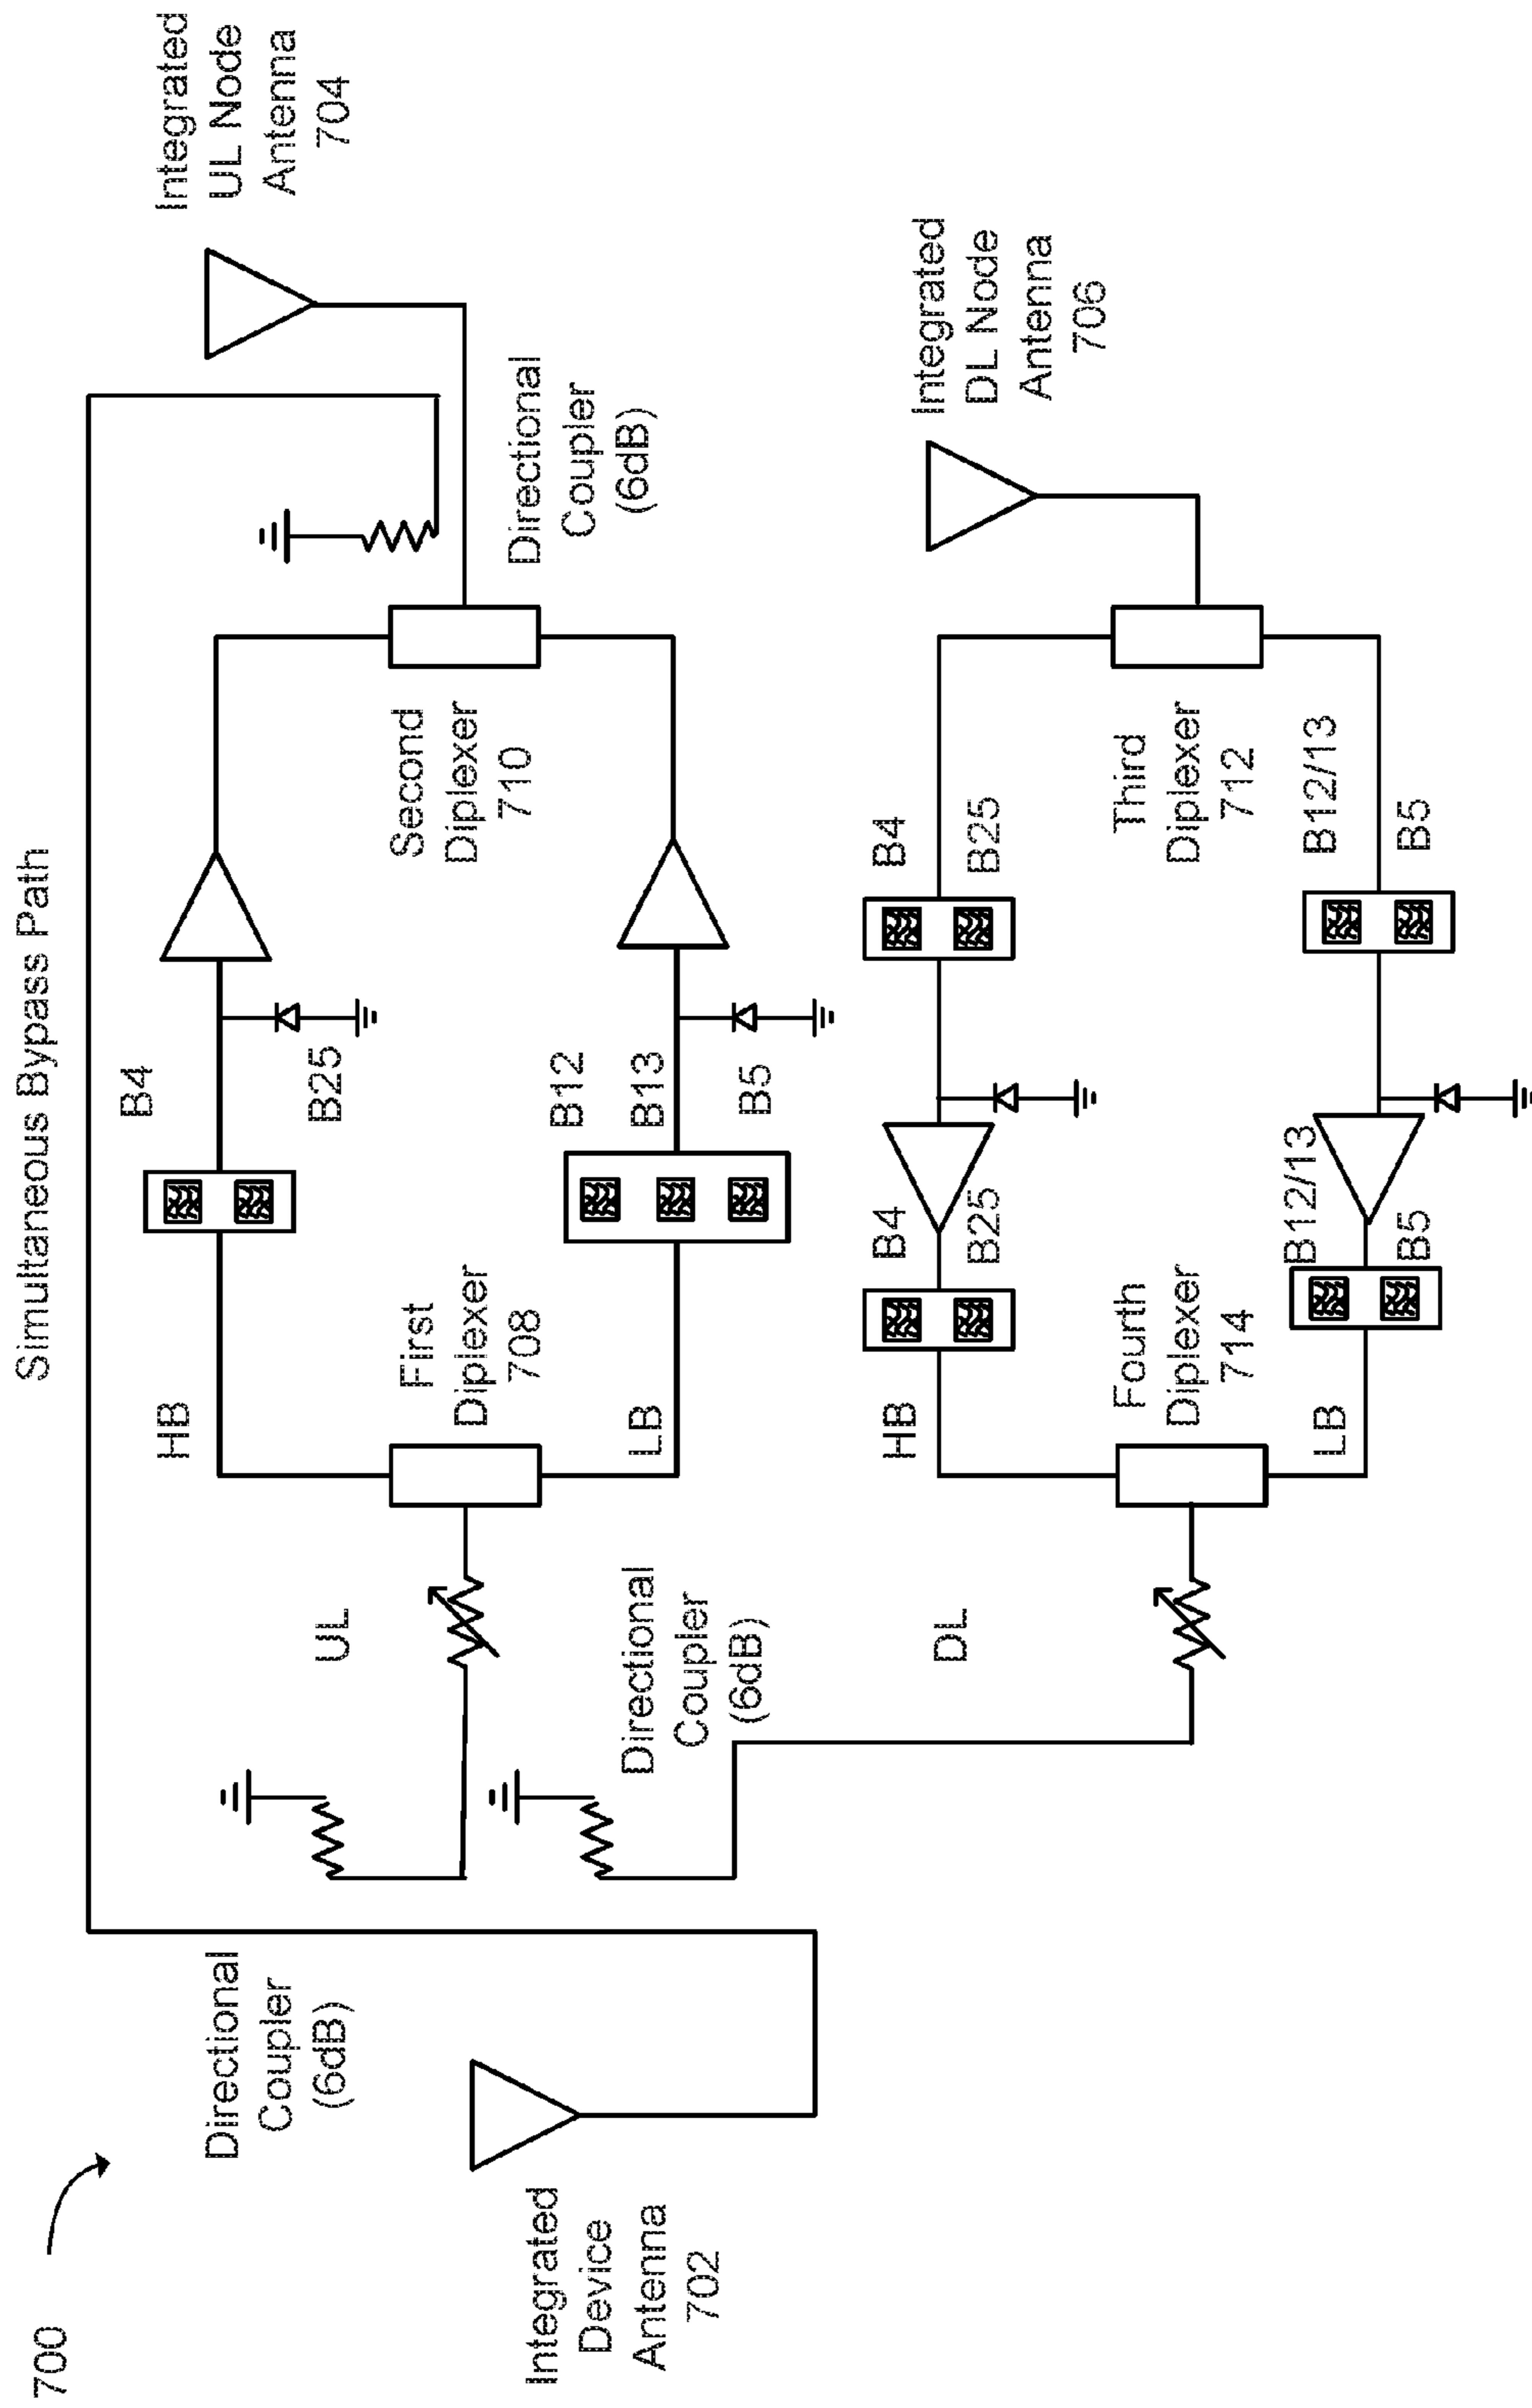 700
Simultaneous Bypass Path
Integrated
Device
Antenna
702
Directional
Coupler
(6dB)
UL
Directional
Coupler
(6dB)
HB
First
Diplexer
708
LB
B4
B25
B12
B13
B5
Second
Diplexer
710
Directional
Coupler
(6dB)
Integrated
UL Node
Antenna
704
DL
HB
Fourth
Diplexer
714
LB
B4
B25
B12/13
B5
B4
B25
Third
Diplexer
712
B12/13
B5
Integrated
DL Node
Antenna
706